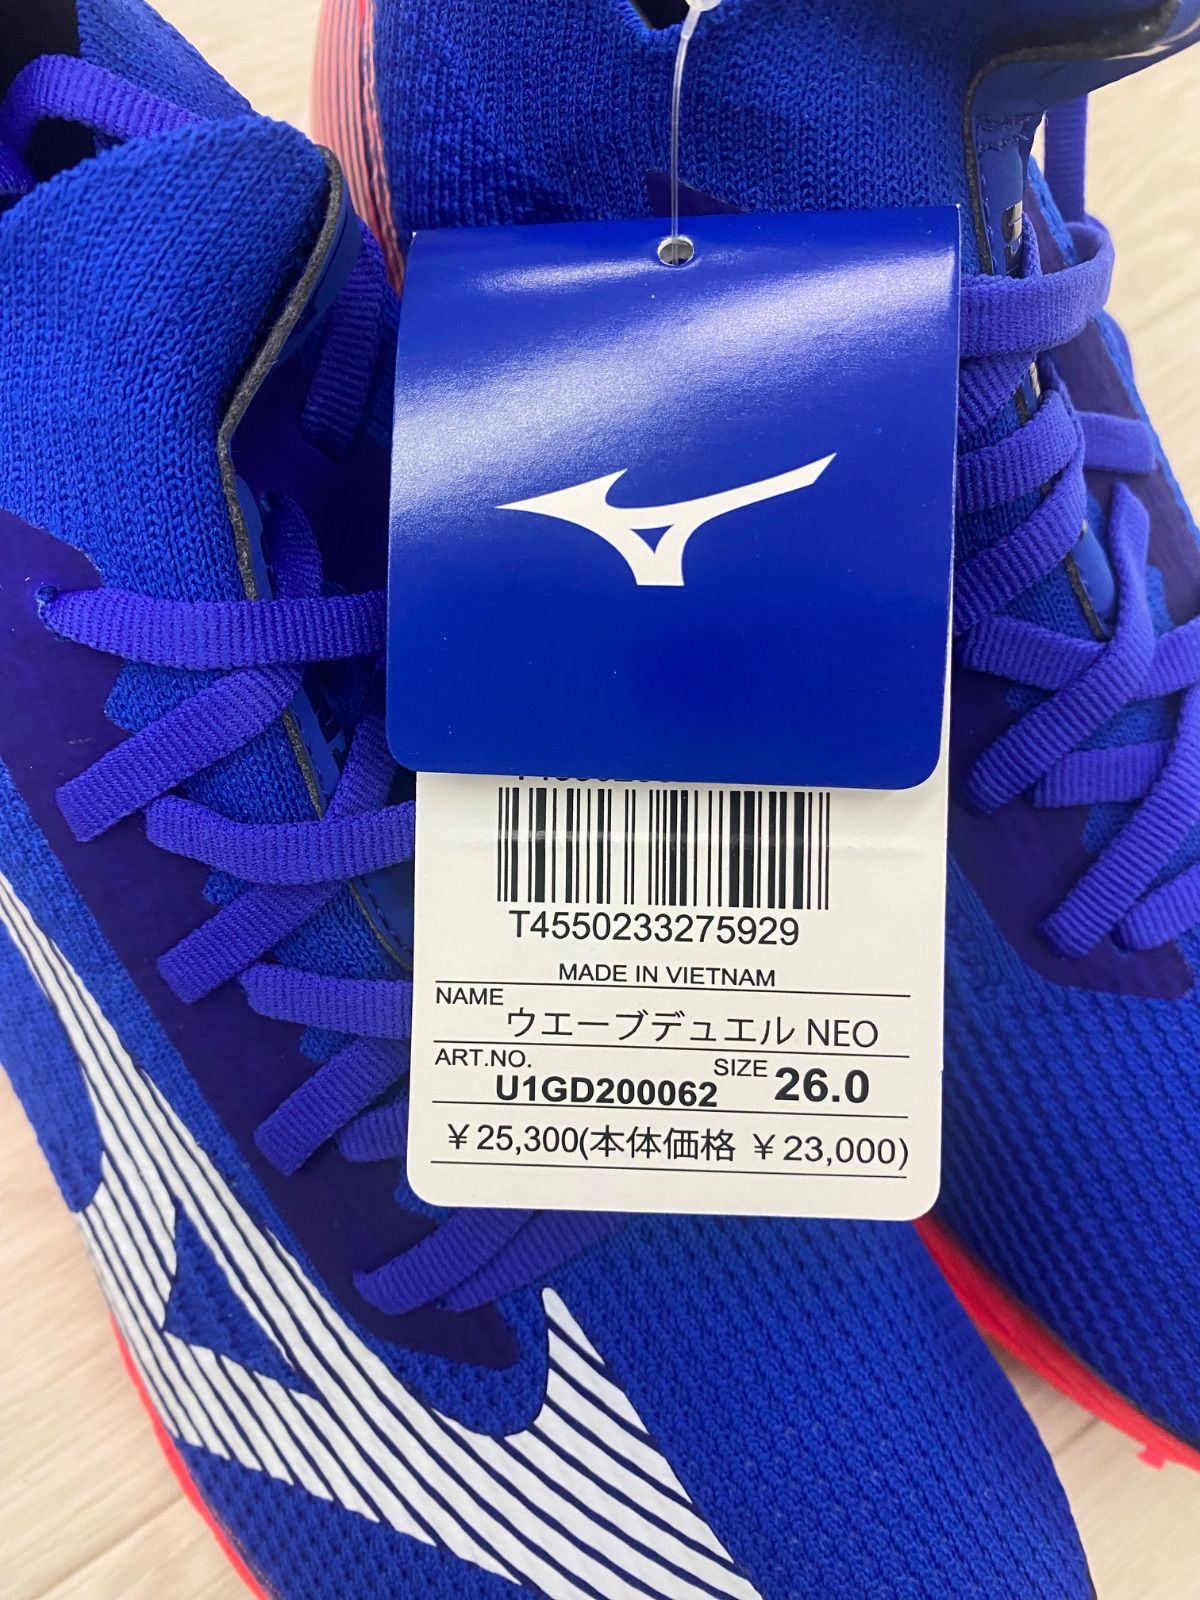 T4550233275929
MADE IN VIETNAM
NAME ウエーブデュエル NEO
ART.NO. U1GD200062 SIZE 26.0
￥25,300(本体価格 ￥23,000)